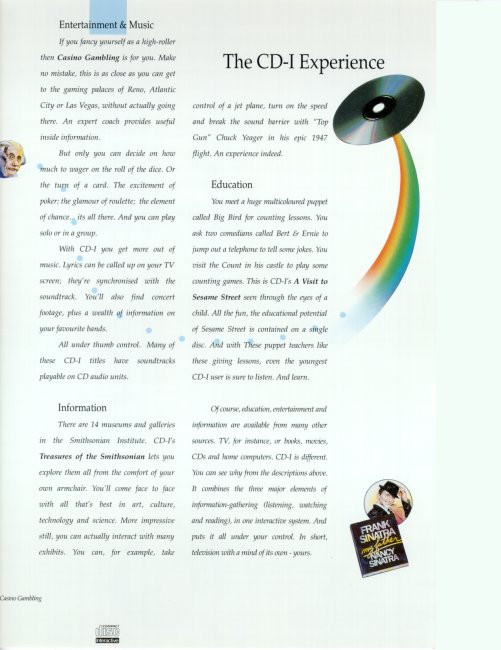 Entertainment & Music
If you fancy yourself as a high-roller
then Casino Gambling is for you. Make
no mistake, this is as close as you can get
to the gaming palaces of Reno, Atlantic
City or Las Vegas, without actually going
there. An expert coach provides useful
inside information.
But only you can decide on how
much to wager on the roll of the dice. Or
the turn of a card. The excitement of
poker; the glamour of roulette; the element
of chance...its all there. And you can play
solo or in a group.
With CD-I you get more out of
music. Lyrics can be called up on your TV
screen; they're synchronised with the
soundtrack. You'll also find concert
footage, plus a wealth of information on
your favourite bands.
All under thumb control. Many of
these CD-I titles have soundtracks
playable on CD audio units.
Information
There are 14 museums and galleries
in the Smithsonian Institute. CD-I's
Treasures of the Smithsonian lets you
explore them all from the comfort of your
own armchair. You'll come face to face
with all that's best in art, culture,
technology and science. More impressive
still, you can actually interact with many
exhibits. You can, for example, take
The CD-I Experience
control of a jet plane, turn on the speed
and break the sound barrier with "Top
Gun" Chuck Yeager in his epic 1947
flight. An experience indeed.
Education
You meet a huge multicoloured puppet
called Big Bird for counting lessons. You
ask two comedians called Bert & Ernie to
jump out a telephone to tell some jokes. You
visit the Count in his castle to play some
counting games. This is CD-I's A Visit to
Sesame Street seen through the eyes of a
child. All the fun, the educational potential
of Sesame Street is contained on a single
disc. And with These puppet teachers like
these giving lessons, even the youngest
CD-I user is sure to listen. And learn.
Of course, education, entertainment and
information are available from many other
sources. TV, for instance, or books, movies,
CDs and home computers. CD-I is different.
You can see why from the descriptions above.
It combines the three major elements of
information-gathering (listening, watching
and reading), in one interactive system. And
puts it all under your control. In short,
television with a mind of its own - yours.
FRANK
SINATRA
my father
NANCY
SINATRA
Casino Gambling
COMPACT
disc
Interactive